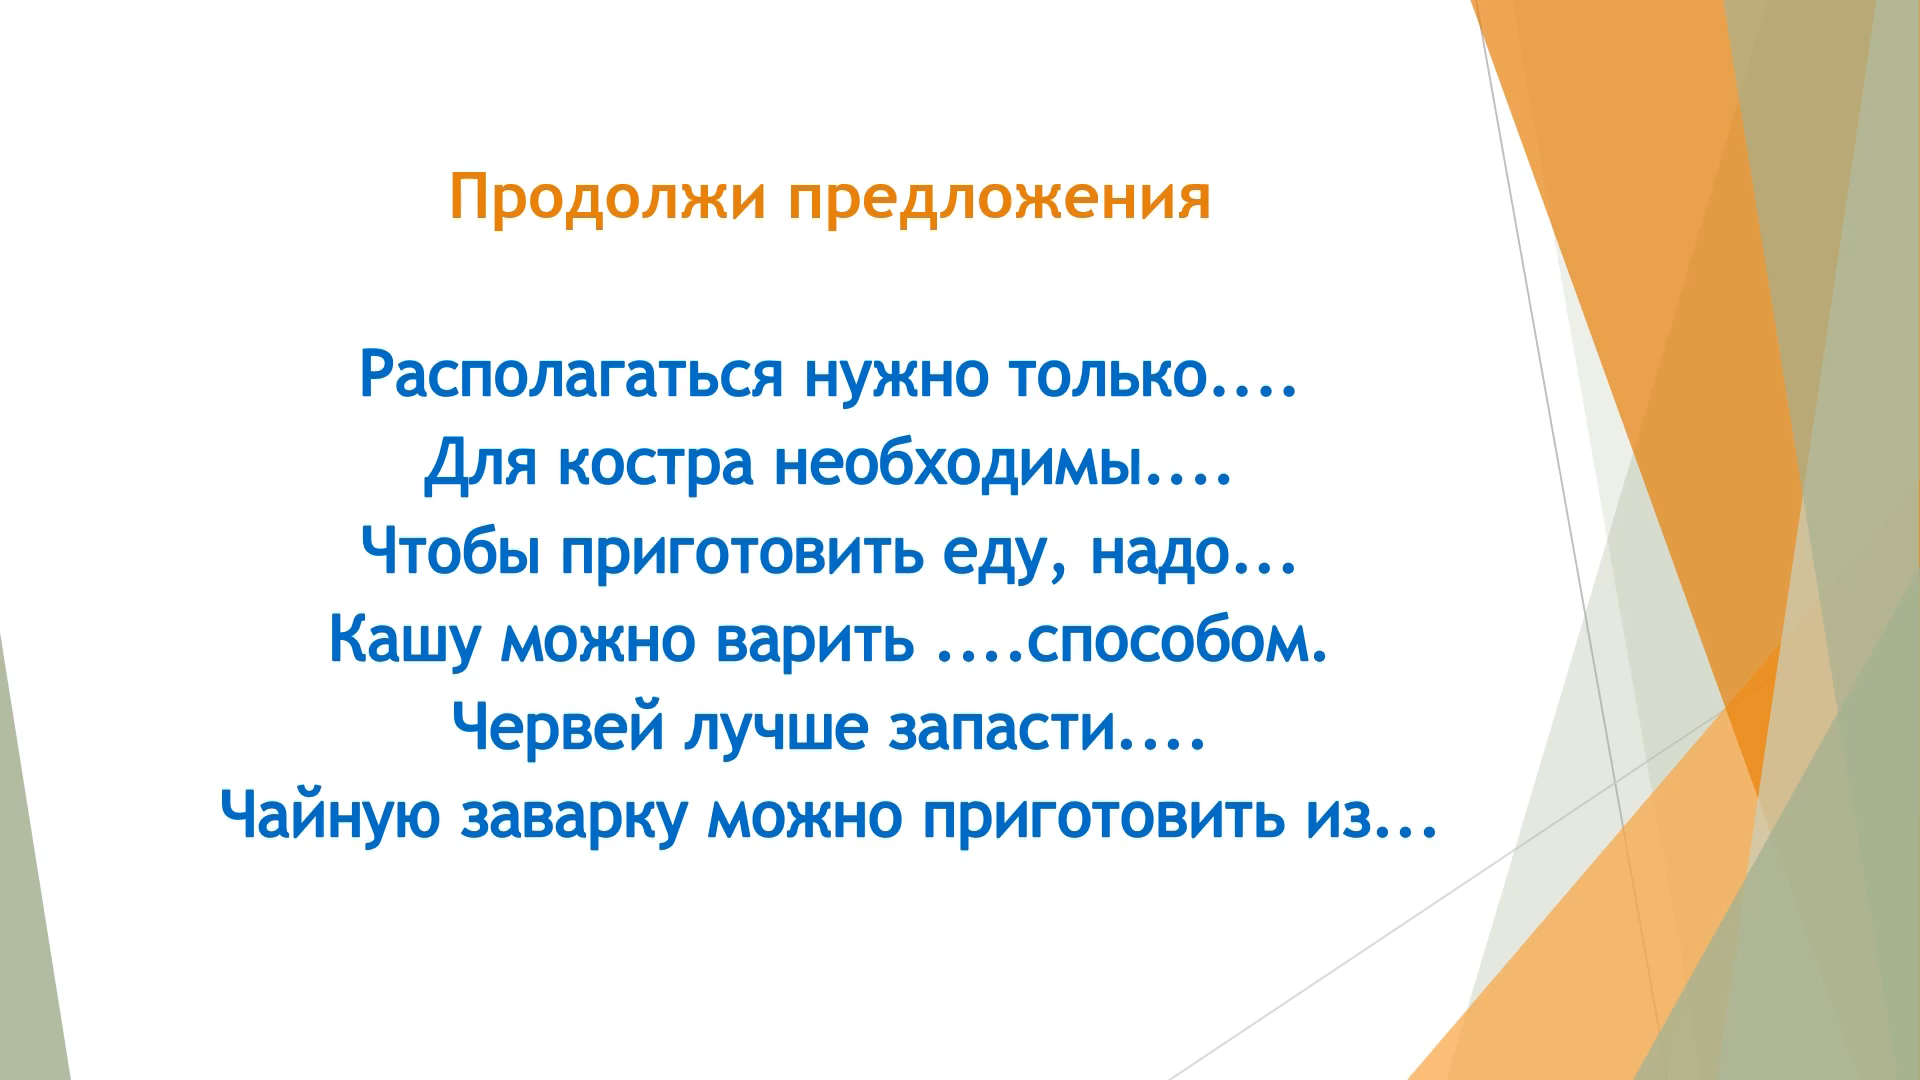 Продолжи предложения
Располагаться нужно только....
Для костра необходимы....
Чтобы приготовить еду, надо...
Кашу можно варить ....способом.
Червей лучше запасти....
Чайную заварку можно приготовить из...